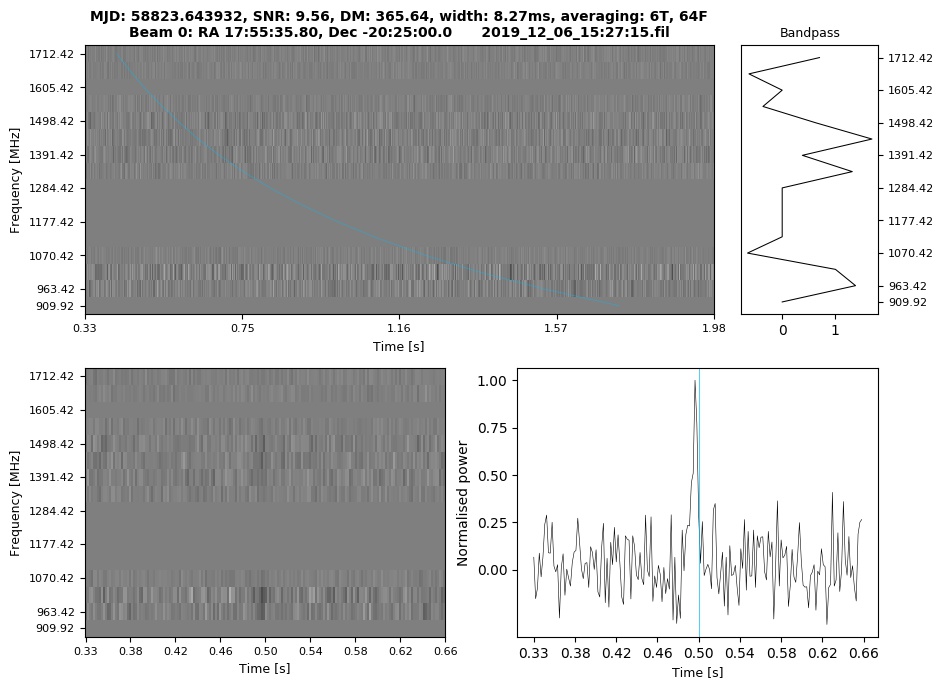 MJD: 58823.643932, SNR: 9.56, DM: 365.64, width: 8.27ms, averaging: 6T, 64F
Beam 0: RA 17:55:35.80, Dec -20:25:00.0 2019_12_06_15:27:15.fil
Bandpass
Frequency [MHz]
1712.42
1605.42
1498.42
1391.42
1284.42
1177.42
1070.42
963.42
909.92
0.33 0.75 1.16 1.57 1.98
Time [s]
1712.42
1605.42
1498.42
1391.42
1284.42
1177.42
1070.42
963.42
909.92
0 1
Frequency [MHz]
1712.42
1605.42
1498.42
1391.42
1284.42
1177.42
1070.42
963.42
909.92
0.33 0.38 0.42 0.46 0.50 0.54 0.58 0.62 0.66
Time [s]
Normalised power
1.00
0.75
0.50
0.25
0.00
0.33 0.38 0.42 0.46 0.50 0.54 0.58 0.62 0.66
Time [s]